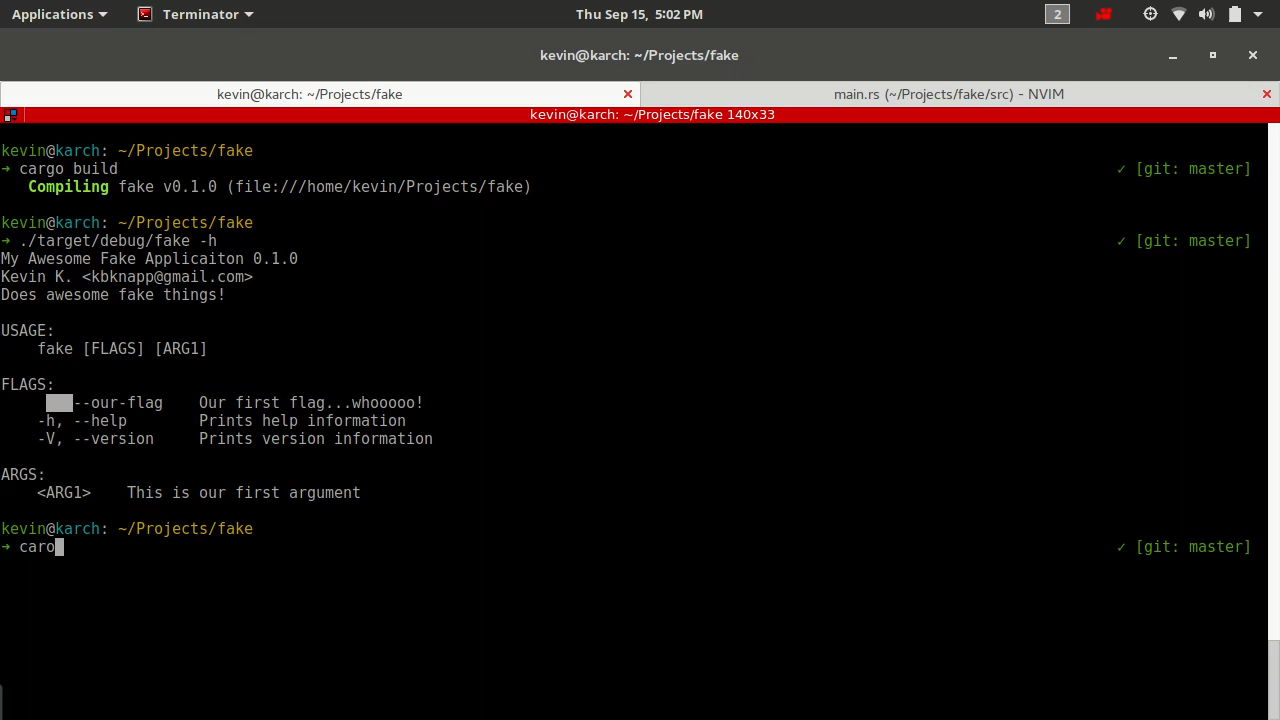 Applications Terminator Thu Sep 15, 5:02 PM 2
kevin@karch: ~/Projects/fake
kevin@karch: ~/Projects/fake main.rs (~/Projects/fake/src) - NVIM
kevin@karch: ~/Projects/fake 140x33
kevin@karch: ~/Projects/fake
➜ cargo build ✓ [git: master]
   Compiling fake v0.1.0 (file:///home/kevin/Projects/fake)
kevin@karch: ~/Projects/fake
➜ ./target/debug/fake -h ✓ [git: master]
My Awesome Fake Applicaiton 0.1.0
Kevin K. <kbknapp@gmail.com>
Does awesome fake things!
USAGE:
    fake [FLAGS] [ARG1]
FLAGS:
        --our-flag    Our first flag...whooooo!
    -h, --help        Prints help information
    -V, --version     Prints version information
ARGS:
    <ARG1>    This is our first argument
kevin@karch: ~/Projects/fake
➜ caro ✓ [git: master]